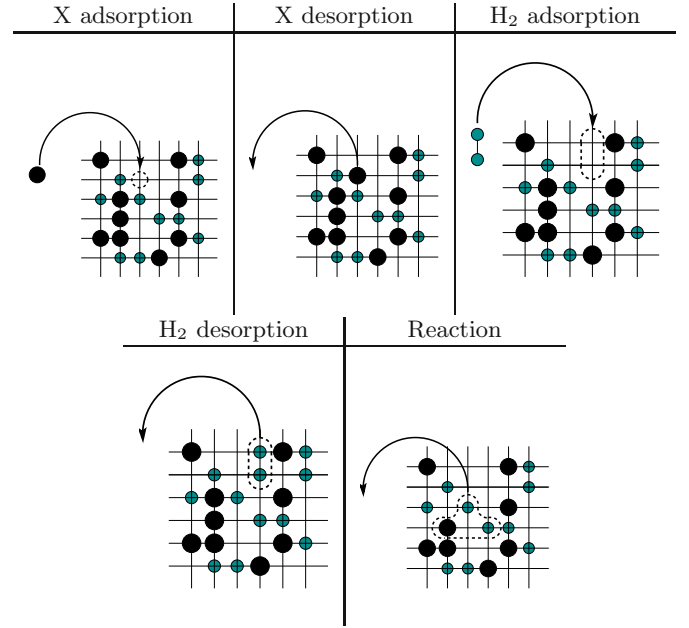 X adsorption
X desorption
H₂ adsorption
H₂ desorption
Reaction